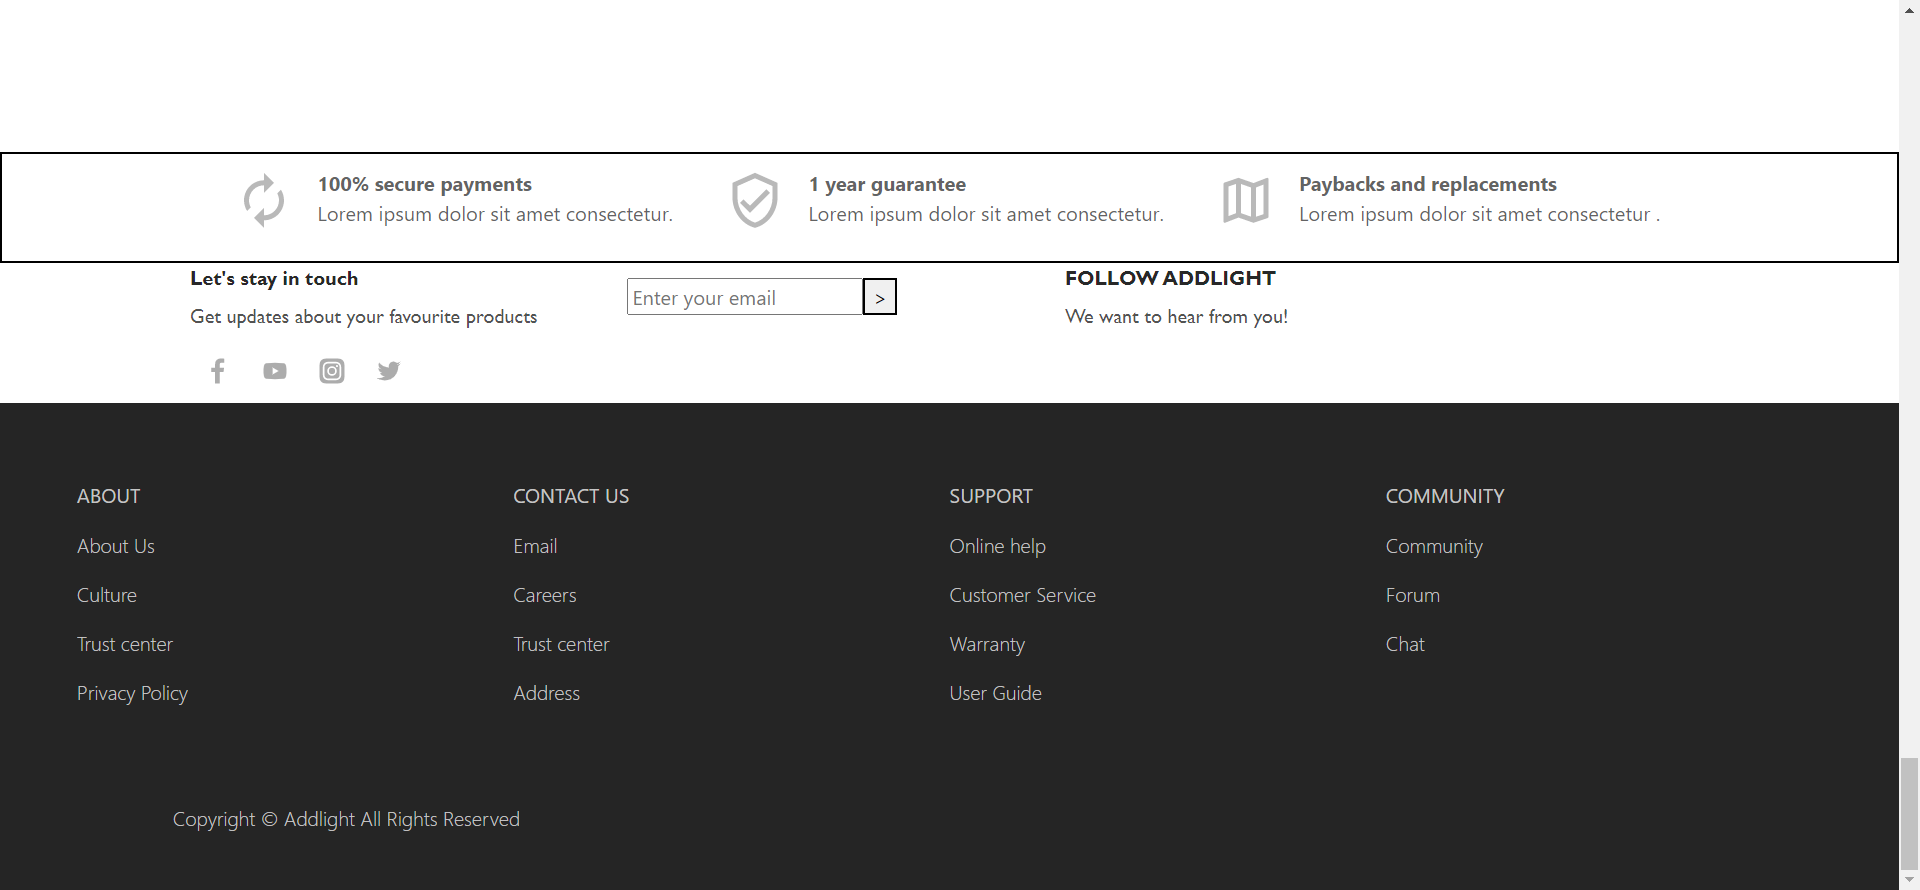 100% secure payments
Lorem ipsum dolor sit amet consectetur.
1 year guarantee
Lorem ipsum dolor sit amet consectetur.
Paybacks and replacements
Lorem ipsum dolor sit amet consectetur .
Let's stay in touch
Get updates about your favourite products
Enter your email
>
FOLLOW ADDLIGHT
We want to hear from you!
ABOUT
About Us
Culture
Trust center
Privacy Policy
CONTACT US
Email
Careers
Trust center
Address
SUPPORT
Online help
Customer Service
Warranty
User Guide
COMMUNITY
Community
Forum
Chat
Copyright © Addlight All Rights Reserved